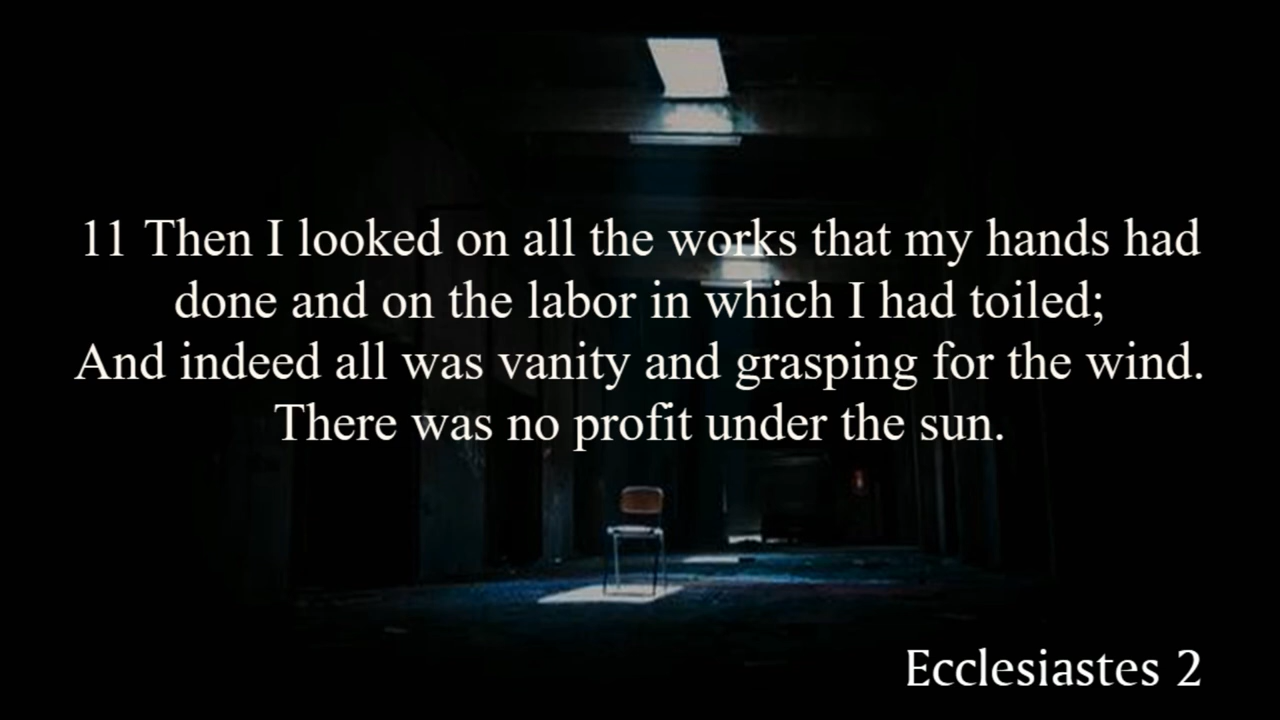 11 Then I looked on all the works that my hands had
done and on the labor in which I had toiled;
And indeed all was vanity and grasping for the wind.
There was no profit under the sun.
Ecclesiastes 2